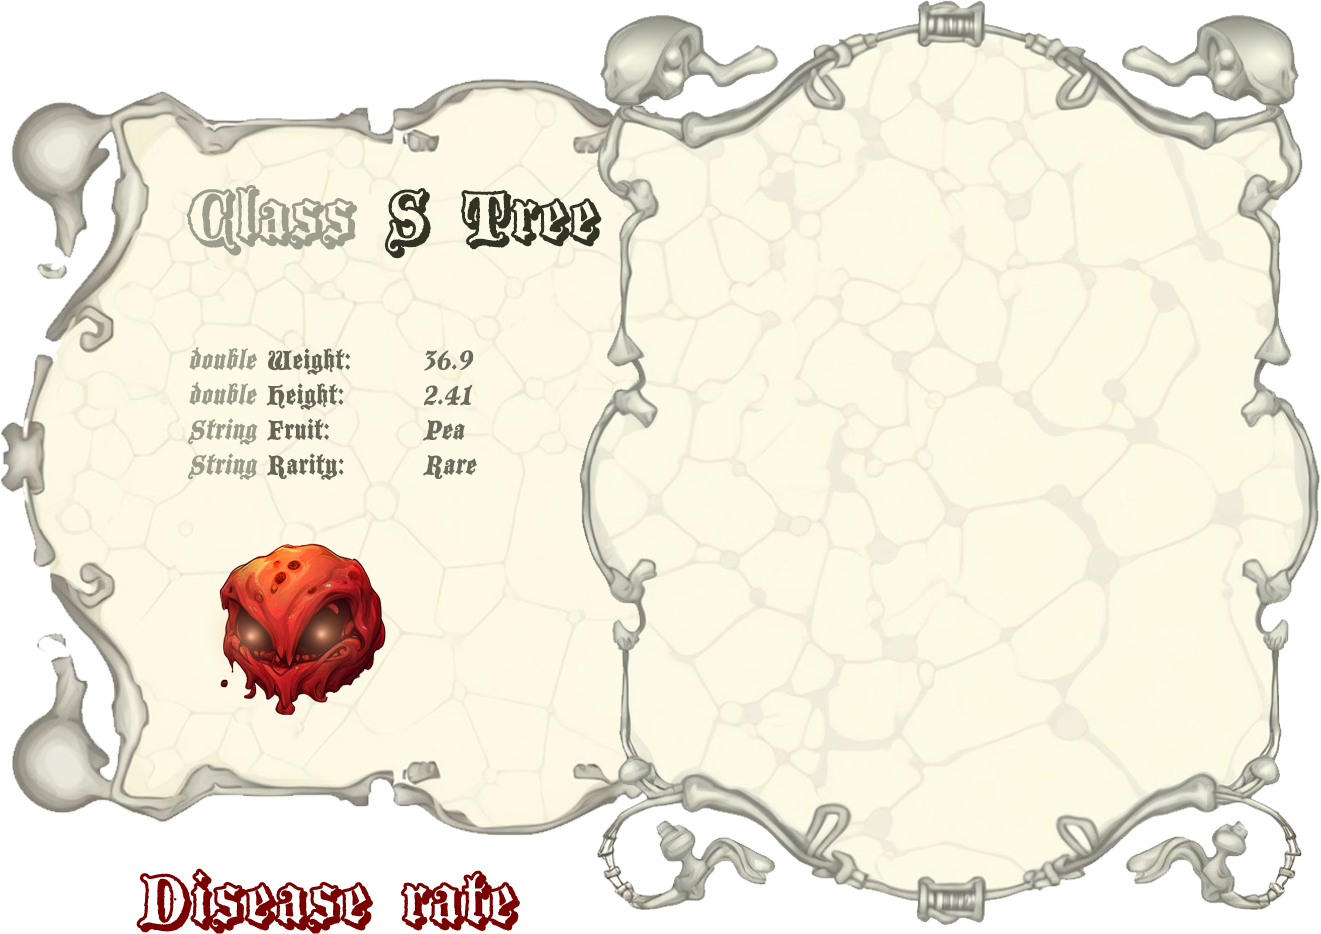 Class S Tree
double Weight: 36.9
double Height: 2.41
String Fruit: Pea
String Rarity: Rare
Disease rate